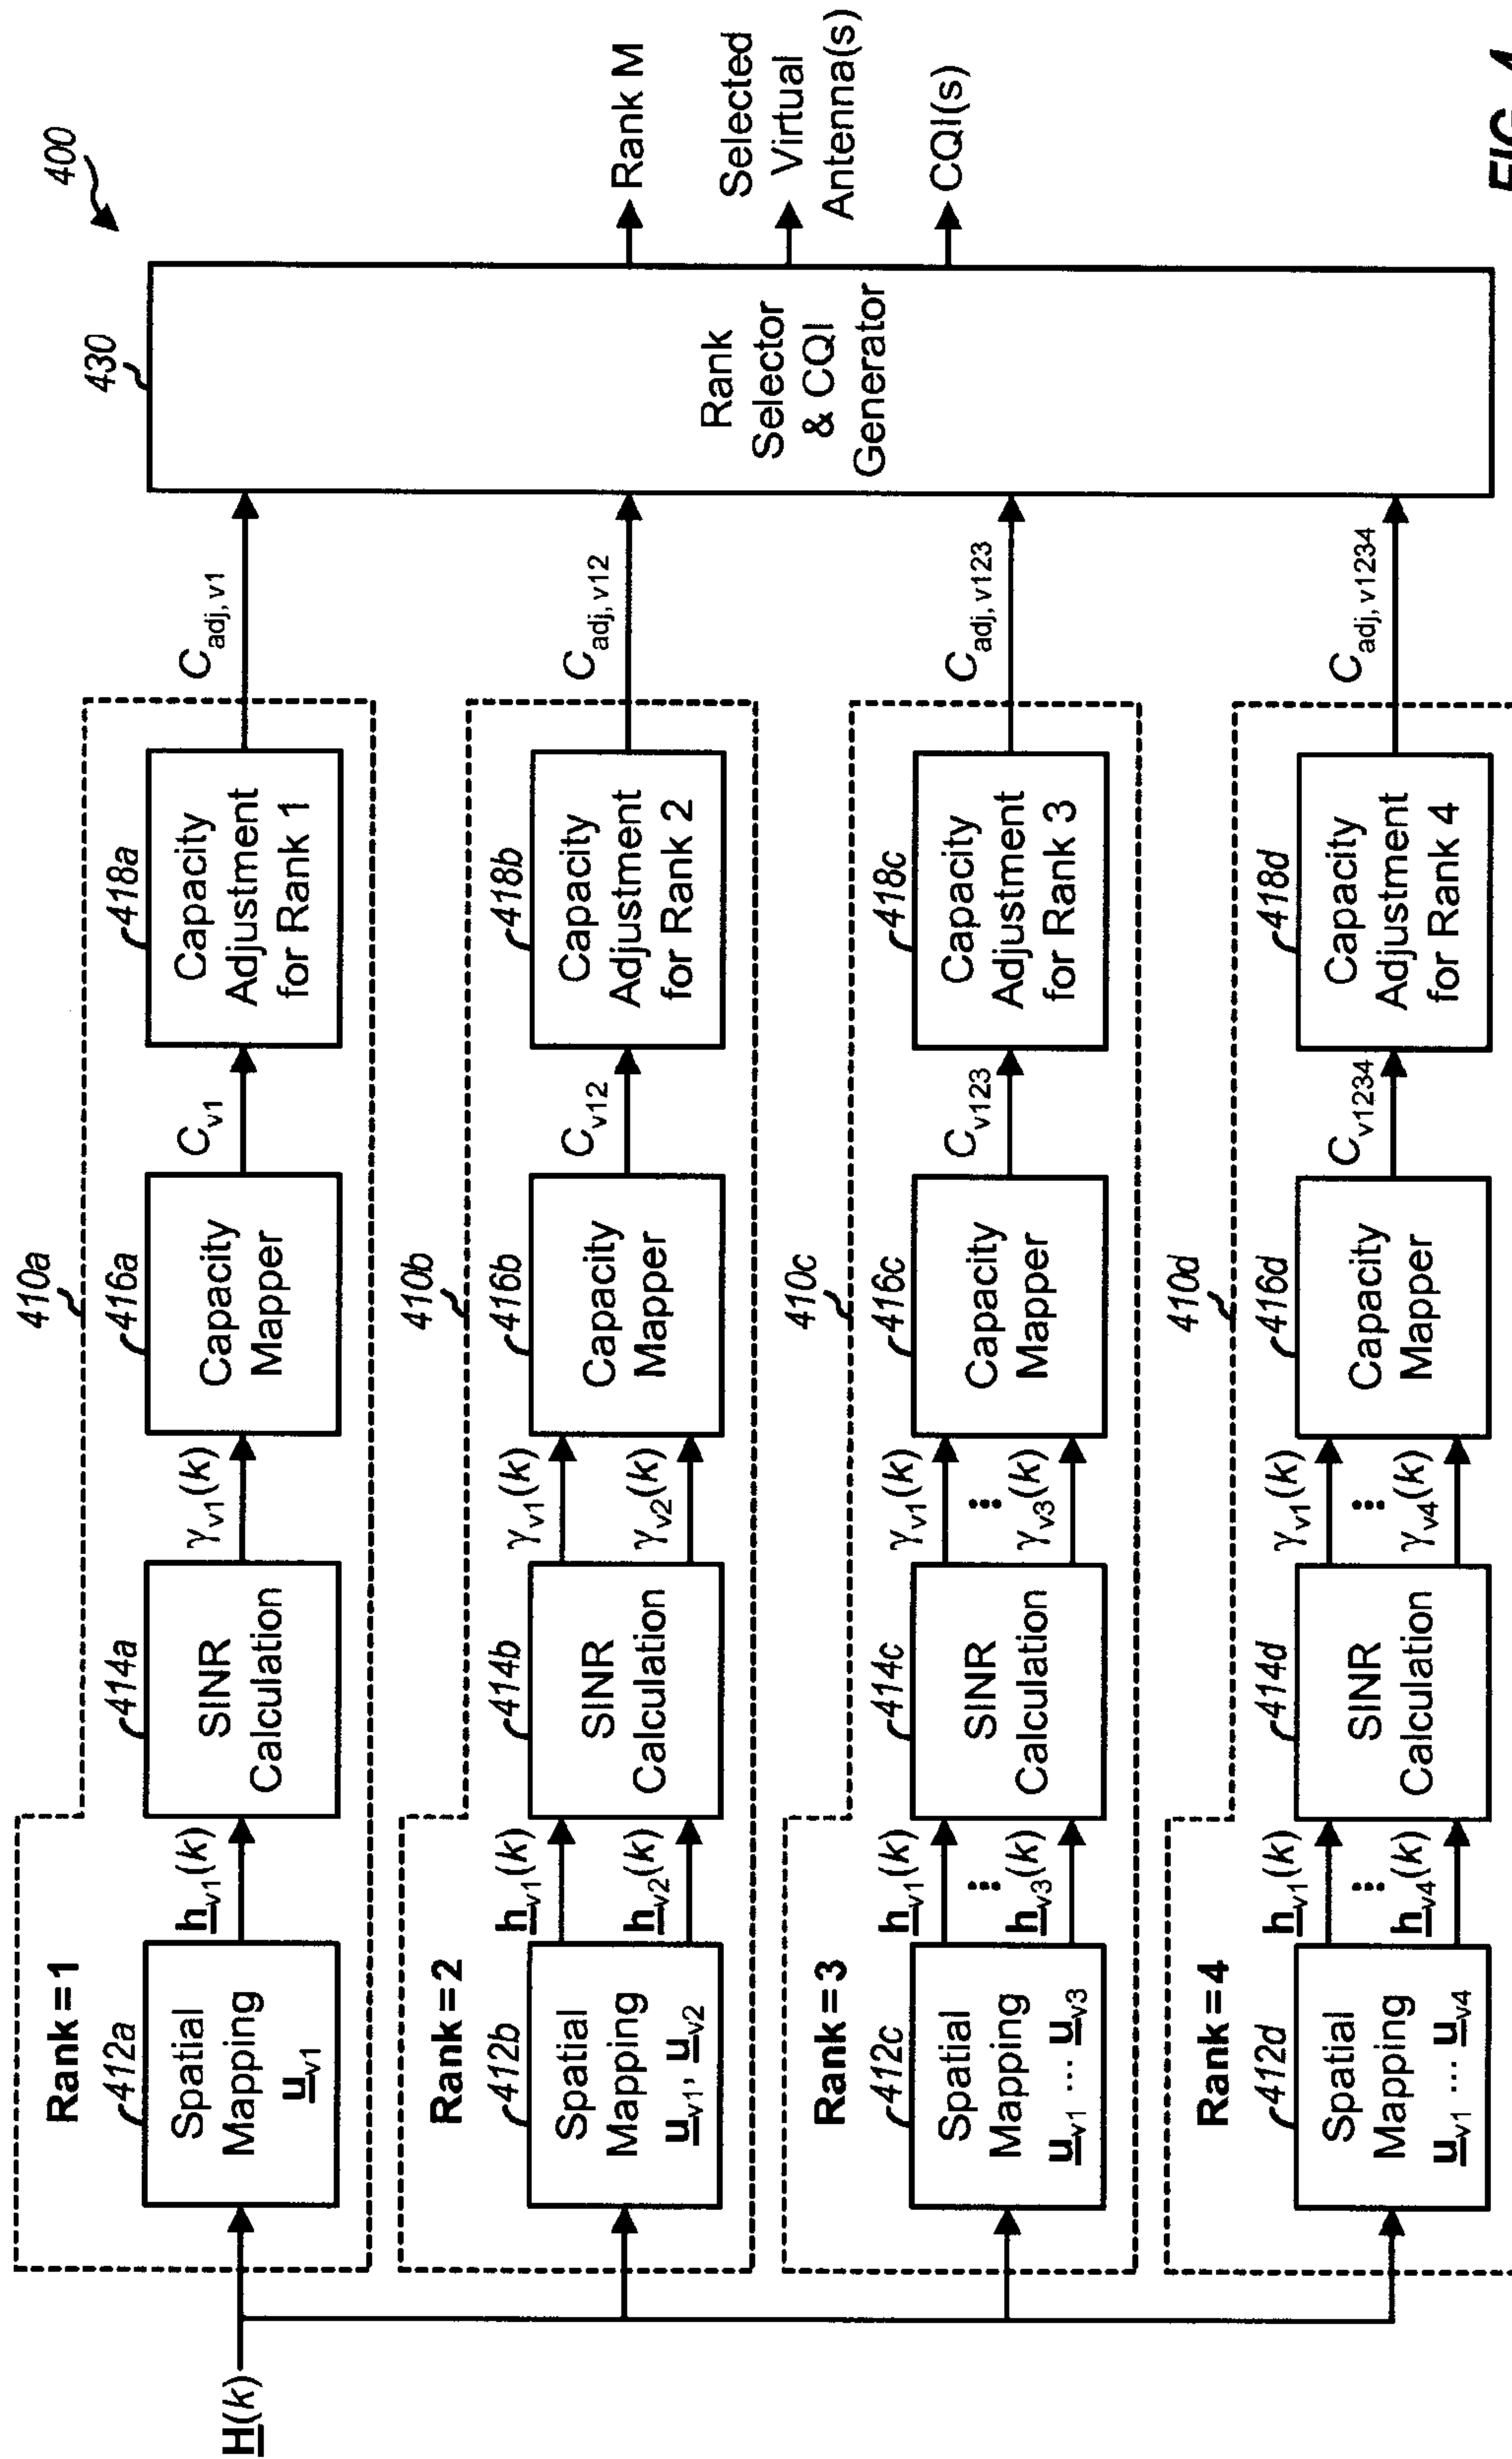 400
H(k)
Rank = 1
410a
412a
Spatial
Mapping
u_v1
h_v1(k)
414a
SINR
Calculation
γ_v1(k)
416a
Capacity
Mapper
C_v1
418a
Capacity
Adjustment
for Rank 1
C_adj, v1
Rank = 2
410b
412b
Spatial
Mapping
u_v1, u_v2
h_v1(k)
h_v2(k)
414b
SINR
Calculation
γ_v1(k)
γ_v2(k)
416b
Capacity
Mapper
C_v12
418b
Capacity
Adjustment
for Rank 2
C_adj, v12
Rank = 3
410c
412c
Spatial
Mapping
u_v1 ... u_v3
h_v1(k)
⋮
h_v3(k)
414c
SINR
Calculation
γ_v1(k)
⋮
γ_v3(k)
416c
Capacity
Mapper
C_v123
418c
Capacity
Adjustment
for Rank 3
C_adj, v123
Rank = 4
410d
412d
Spatial
Mapping
u_v1 ... u_v4
h_v1(k)
⋮
h_v4(k)
414d
SINR
Calculation
γ_v1(k)
⋮
γ_v4(k)
416d
Capacity
Mapper
C_v1234
418d
Capacity
Adjustment
for Rank 4
C_adj, v1234
430
Rank
Selector
& CQI
Generator
Rank M
Selected
Virtual
Antenna(s)
CQI(s)
FIG. 4